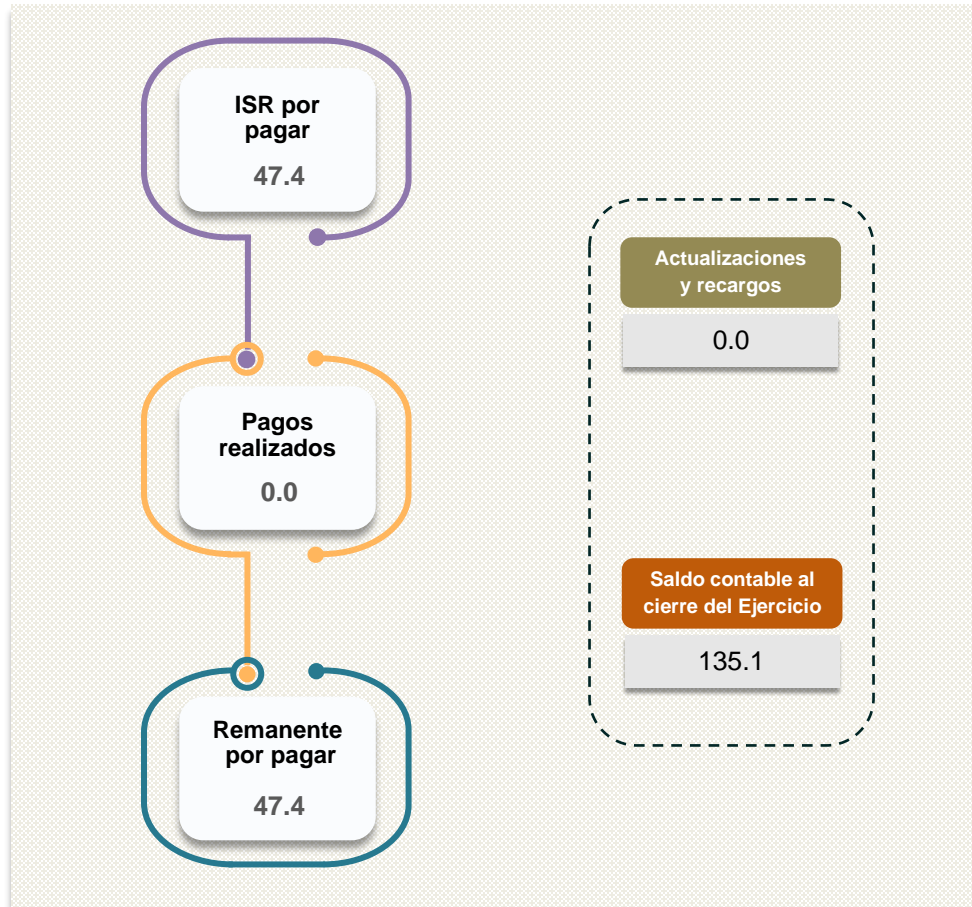 ISR por
pagar
47.4
Pagos
realizados
0.0
Remanente
por pagar
47.4
Actualizaciones
y recargos
0.0
Saldo contable al
cierre del Ejercicio
135.1